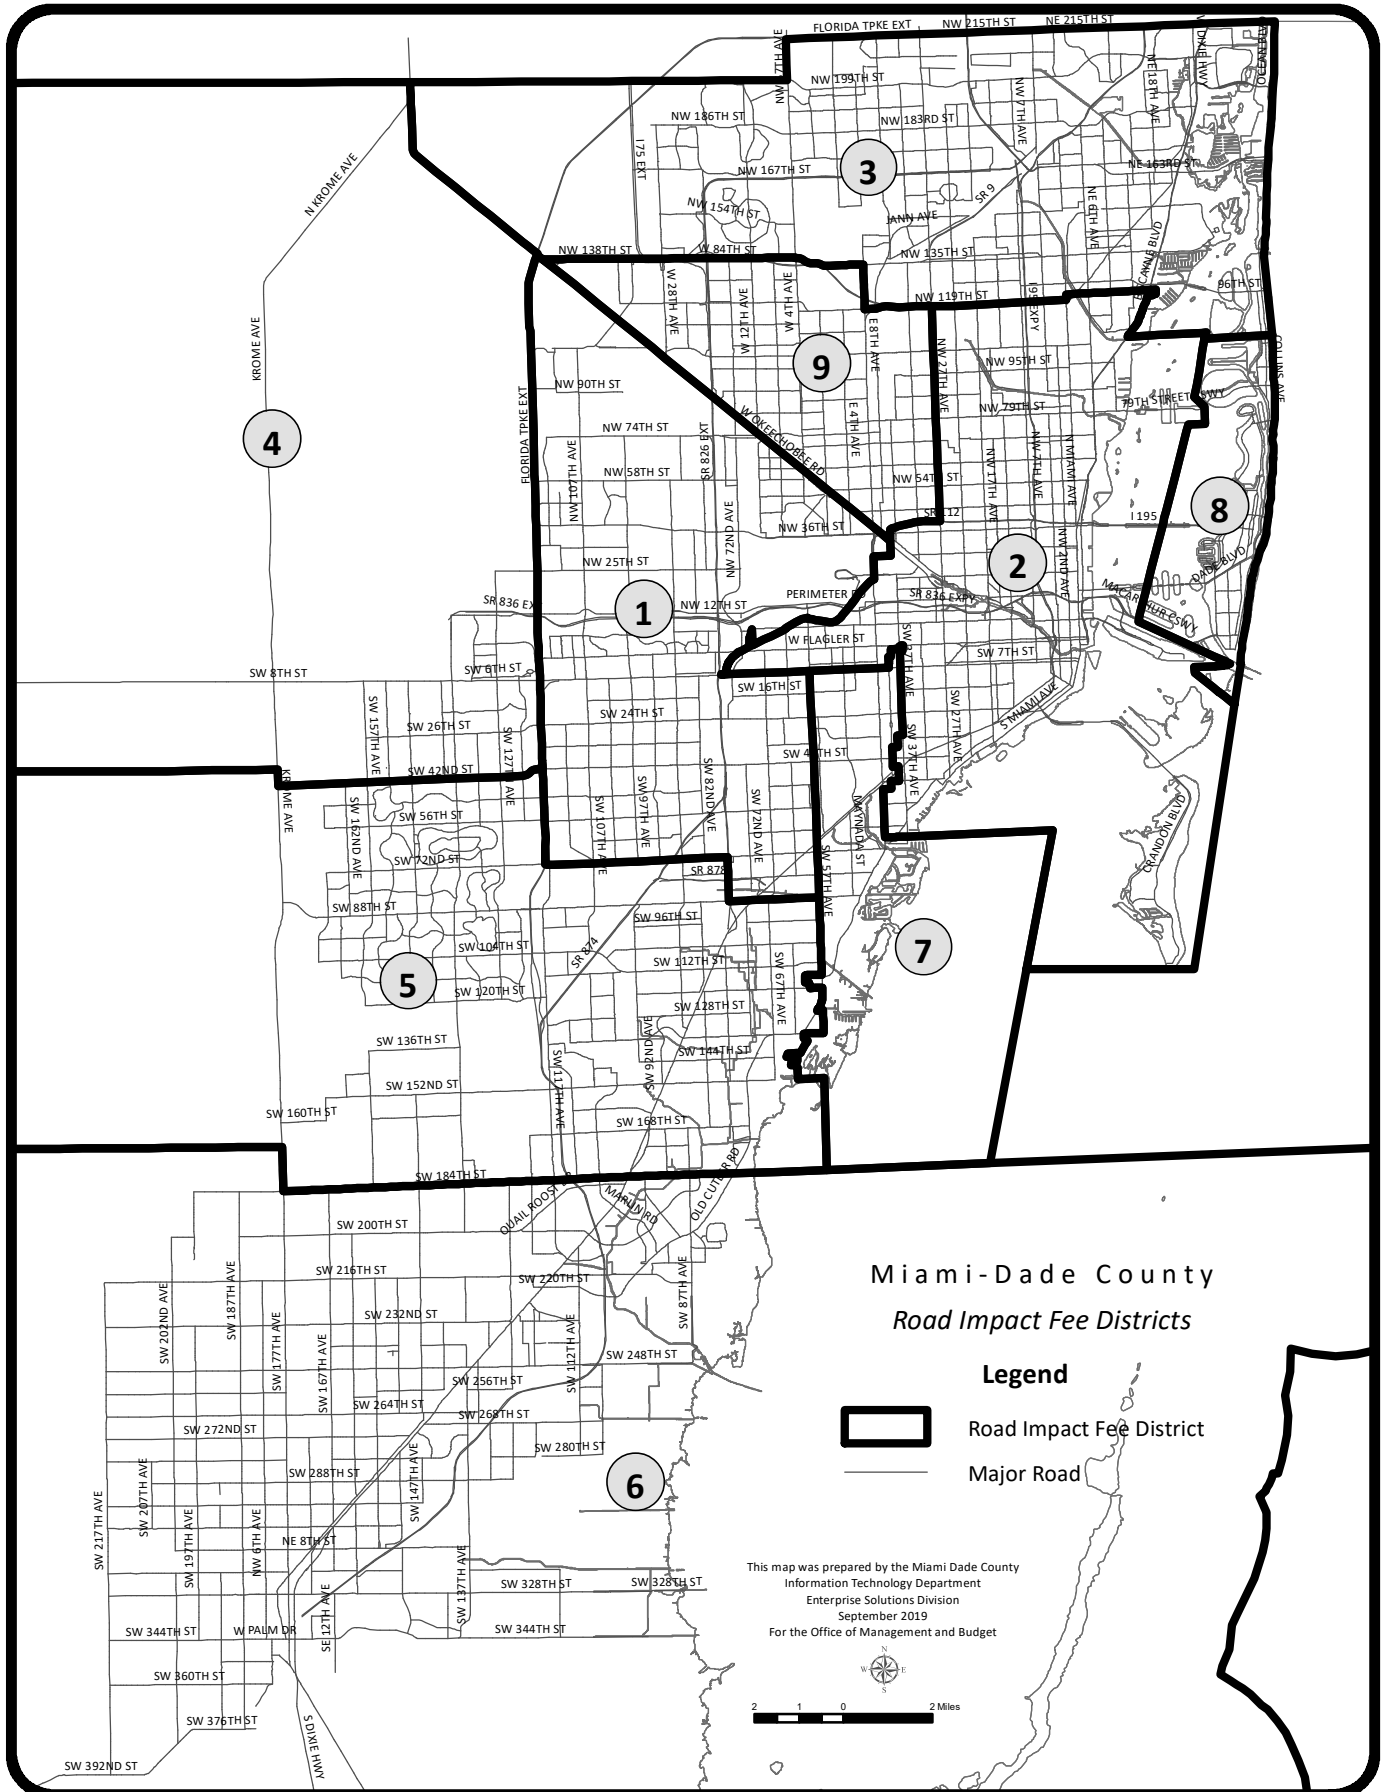 FLORIDA TPKE EXT
NW 215TH ST
NE 215TH ST
NW 199TH ST
NE 18TH AVE
NW 7TH AVE
NW 186TH ST
NW 183RD ST
I 75 EXT
NE 163RD ST
NW 167TH ST
3
N KROME AVE
NW 154TH ST
JANN AVE
SR 9
NE 6TH AVE
NW 138TH ST
W 84TH ST
NW 135TH ST
96TH ST
NW 119TH ST
W 28TH AVE
W 12TH AVE
W 4TH AVE
E 8TH AVE
KROME AVE
9
NW 27TH AVE
NW 95TH ST
COLLINS AVE
NW 90TH ST
NW 79TH ST
FLORIDA TPKE EXT
W OKEECHOBEE RD
E 4TH AVE
4
NW 74TH ST
SR 826 EXT
NW 107TH AVE
NW 58TH ST
NW 54TH ST
NW 17TH AVE
NW 7TH AVE
N MIAMI AVE
8
NW 36TH ST
I 195
NW 72ND AVE
NW 25TH ST
2
NW 2ND AVE
DADE BLVD
SR 836 EXPY
1
NW 12TH ST
W FLAGLER ST
SW 7TH ST
SW 8TH ST
SW 6TH ST
SW 16TH ST
SW 24TH ST
SW 26TH ST
SW 157TH AVE
SW 127TH AVE
SW 27TH AVE
S MIAMI AVE
SW 37TH AVE
SW 42ND ST
SW 97TH AVE
SW 82ND AVE
SW 72ND AVE
SW 107TH AVE
MAYNADA ST
CRANDON BLVD
KROME AVE
SW 162ND AVE
SW 56TH ST
SW 72ND ST
SR 878
SW 57TH AVE
SW 88TH ST
SW 96TH ST
SW 104TH ST
SR 874
7
SW 112TH ST
SW 67TH AVE
5
SW 120TH ST
SW 128TH ST
SW 136TH ST
SW 92ND AVE
SW 144TH ST
SW 117TH AVE
SW 152ND ST
SW 160TH ST
SW 168TH ST
SW 184TH ST
OLD CUTLER RD
MARLIN RD
SW 200TH ST
SW 216TH ST
SW 220TH ST
SW 87TH AVE
SW 202ND AVE
SW 187TH AVE
SW 177TH AVE
SW 167TH AVE
SW 232ND ST
SW 112TH AVE
SW 248TH ST
SW 256TH ST
SW 264TH ST
SW 268TH ST
SW 272ND ST
SW 280TH ST
SW 288TH ST
SW 147TH AVE
6
SW 217TH AVE
SW 207TH AVE
SW 197TH AVE
NW 6TH AVE
NE 8TH ST
SW 137TH AVE
SW 328TH ST
SW 328TH ST
SE 12TH AVE
SW 344TH ST
W PALM DR
SW 344TH ST
SW 360TH ST
SW 376TH ST
S DIXIE HWY
SW 392ND ST
Miami-Dade County
Road Impact Fee Districts
Legend
Road Impact Fee District
Major Road
This map was prepared by the Miami Dade County
Information Technology Department
Enterprise Solutions Division
September 2019
For the Office of Management and Budget
N
W E
S
2 1 0 2 Miles